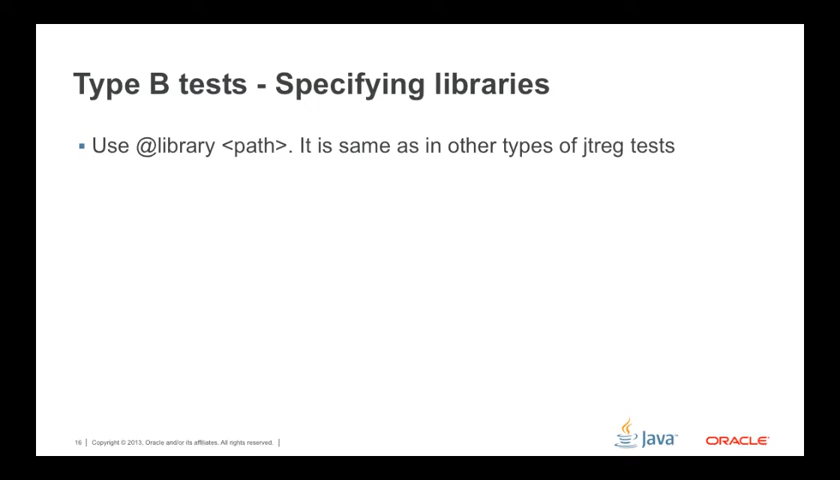 Type B tests - Specifying libraries
▪ Use @library <path>. It is same as in other types of jtreg tests
16 | Copyright © 2013, Oracle and/or its affiliates. All rights reserved. |
Java™
ORACLE®